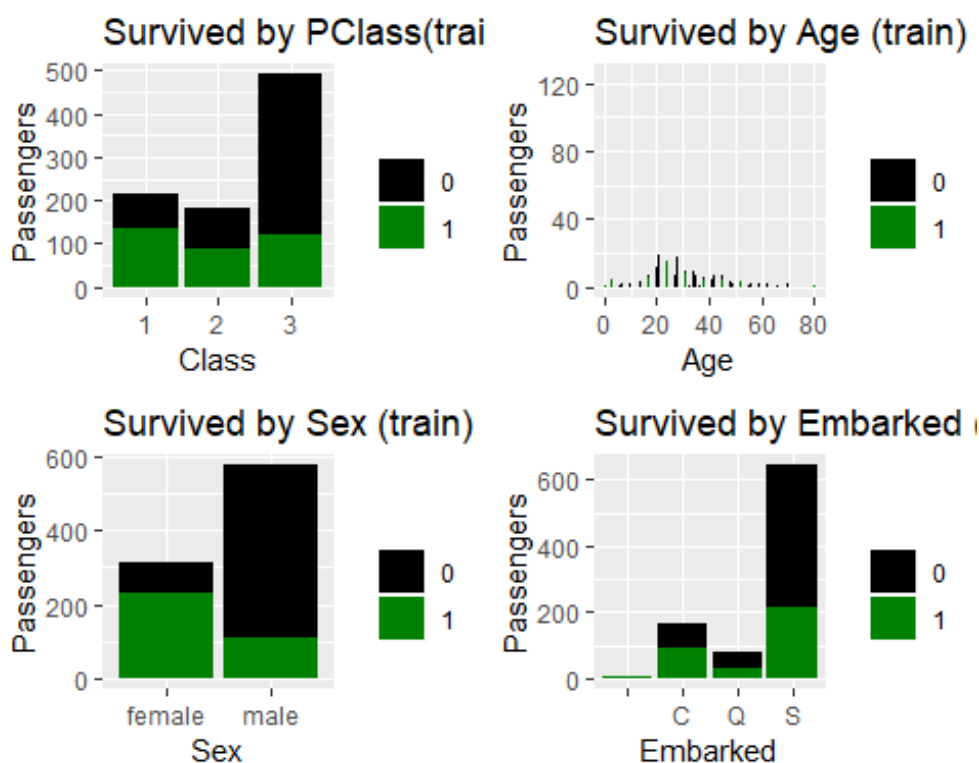 Survived by PClass(trai
Passengers
500
400
300
200
100
0
1
2
3
Class
0
1
Survived by Age (train)
Passengers
120
80
40
0
0
20
40
60
80
Age
0
1
Survived by Sex (train)
Passengers
600
400
200
0
female
male
Sex
0
1
Survived by Embarked (
Passengers
600
400
200
0
C
Q
S
Embarked
0
1